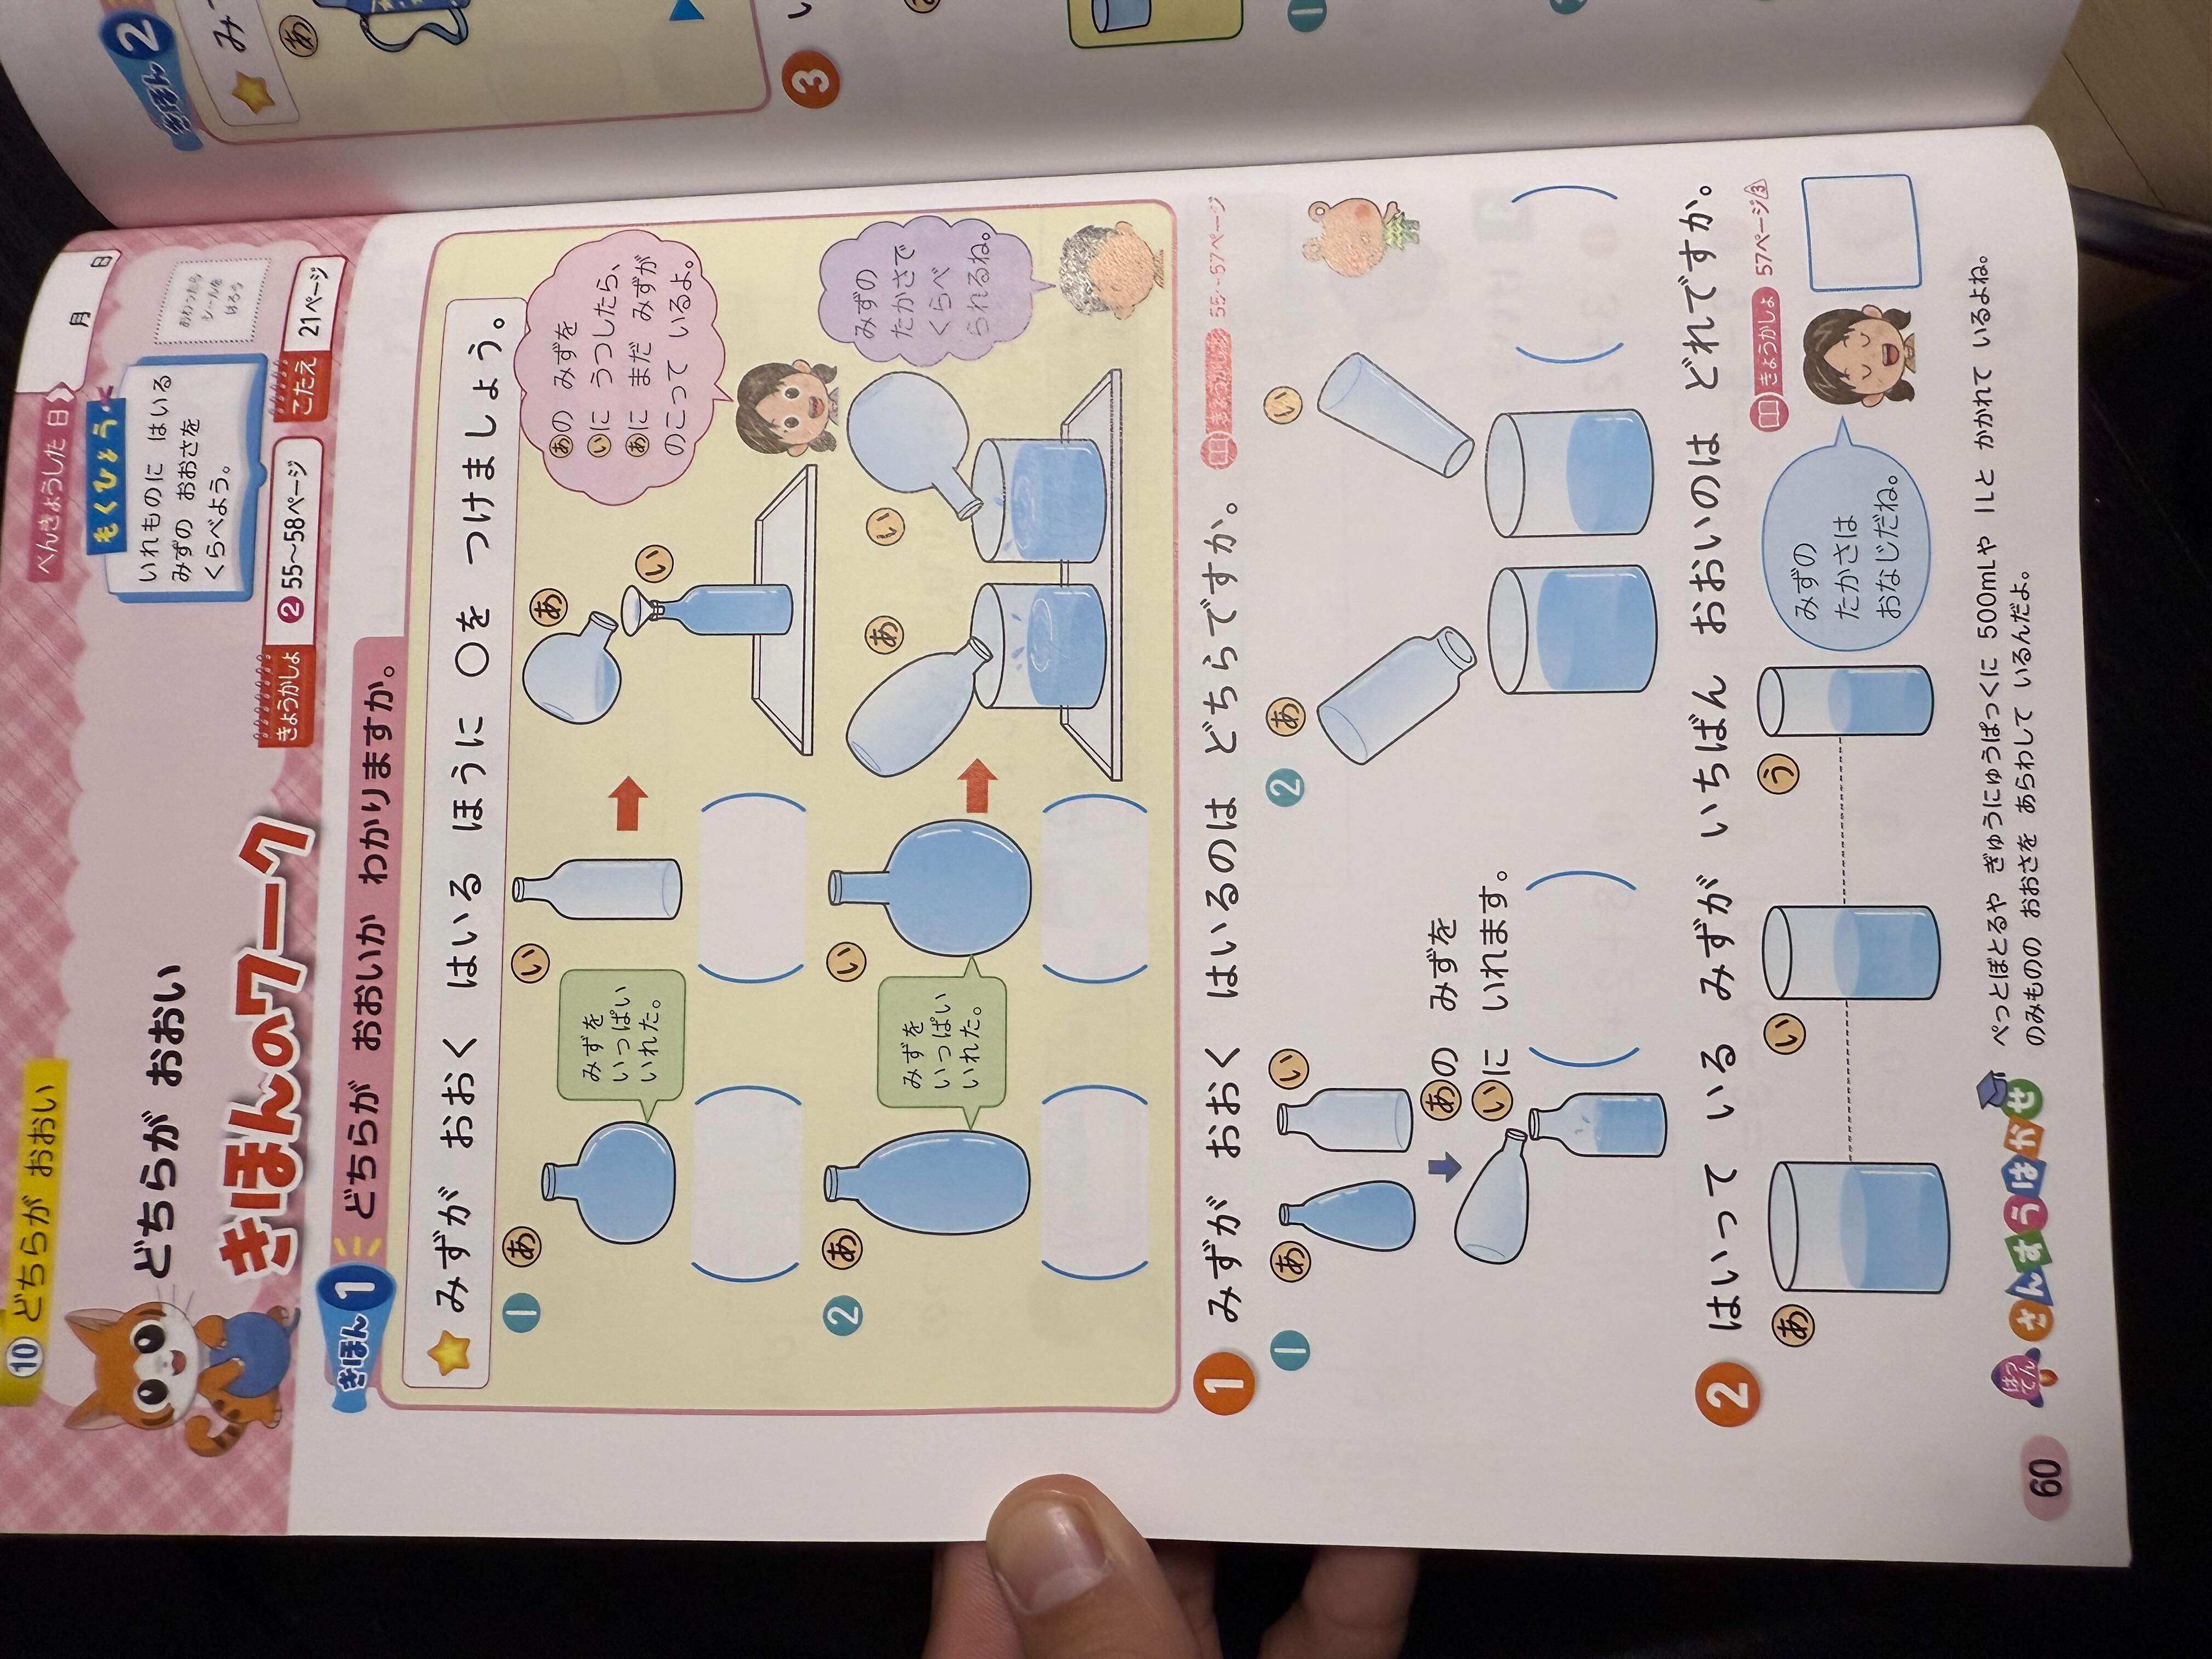 10 どちらが おおい
べんきょうした 日
月 日
どちらが おおい
きほんのワーク
もくひょう
いれものに はいる
みずの おおさを
くらべよう。
おわったら
シールを
はろう
きょうかしょ ② 55〜58ページ
こたえ 21ページ
きほん 1 どちらが おおいか わかりますか。
みずが おおく はいる ほうに ○を つけましょう。
1 あ い
みずを
いっぱい
いれた。
あ い
あの みずを
いに うつしたら、
あに まだ みずが
のこって いるよ。
2 あ い
みずを
いっぱい
いれた。
あ い
みずの
たかさで
くらべ
られるね。
1 みずが おおく はいるのは どちらですか。
きょうかしょ 55〜57ページ
1 あ い
あの みずを
いに いれます。
2 あ い
2 はいって いる みずが いちばん おおいのは どれですか。
きょうかしょ 57ページ3
あ い う
みずの
たかさは
おなじだね。
はってん
さんすうはかせ
ぺっとぼとるや ぎゅうにゅうぱっくに 500mLや 1Lと かかれて いるよね。
のみものの おおさを あらわして いるんだよ。
60
きほん 2
あ
3